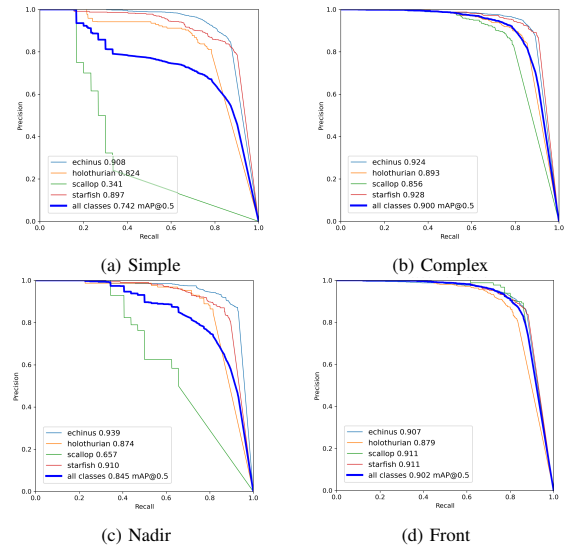 1.0
0.8
0.6
0.4
0.2
0.0
Precision
echinus 0.908
holothurian 0.824
scallop 0.341
starfish 0.897
all classes 0.742 mAP@0.5
0.0 0.2 0.4 0.6 0.8 1.0
Recall
(a) Simple
1.0
0.8
0.6
0.4
0.2
0.0
Precision
echinus 0.924
holothurian 0.893
scallop 0.856
starfish 0.928
all classes 0.900 mAP@0.5
0.0 0.2 0.4 0.6 0.8 1.0
Recall
(b) Complex
1.0
0.8
0.6
0.4
0.2
0.0
Precision
echinus 0.939
holothurian 0.874
scallop 0.657
starfish 0.910
all classes 0.845 mAP@0.5
0.0 0.2 0.4 0.6 0.8 1.0
Recall
(c) Nadir
1.0
0.8
0.6
0.4
0.2
0.0
Precision
echinus 0.907
holothurian 0.879
scallop 0.911
starfish 0.911
all classes 0.902 mAP@0.5
0.0 0.2 0.4 0.6 0.8 1.0
Recall
(d) Front